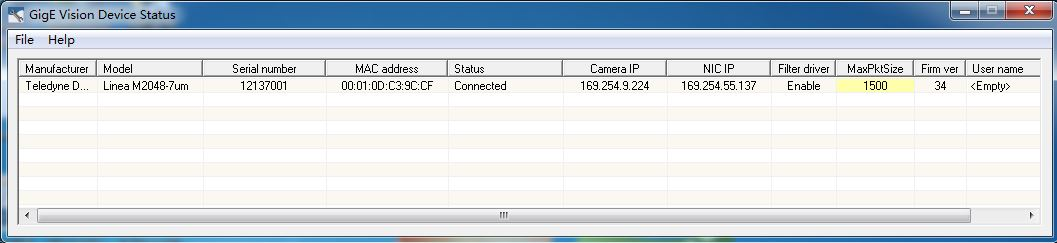 GigE Vision Device Status
File Help
Manufacturer Model Serial number MAC address Status Camera IP NIC IP Filter driver MaxPktSize Firm ver User name
Teledyne D... Linea M2048-7um 12137001 00:01:0D:C3:9C:CF Connected 169.254.9.224 169.254.55.137 Enable 1500 34 <Empty>